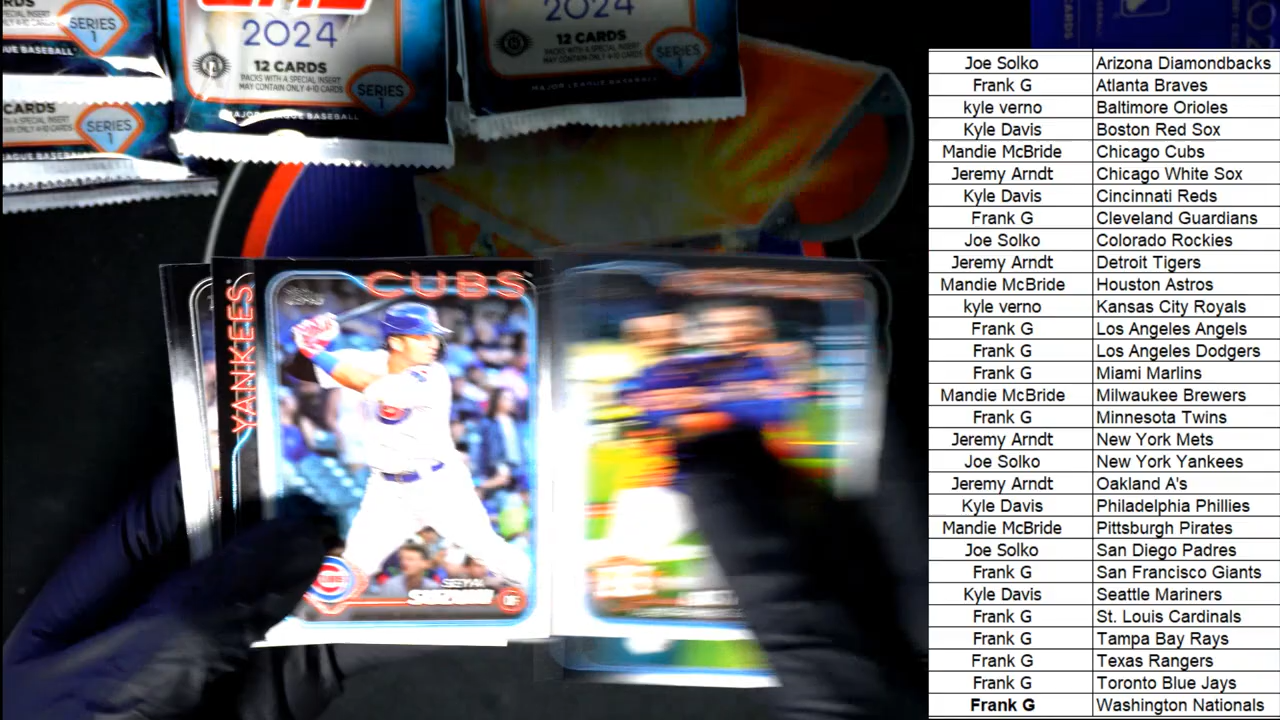 CARDS
SERIES
1
UE BASEBALL
CARDS
SERIES
1
AGUE BASEBALL
2024
12 CARDS
PACKS WITH A SPECIAL INSERT
MAY CONTAIN ONLY 4-10 CARDS
SERIES
1
MAJOR LEAGUE BASEBALL
2024
12 CARDS
PACKS WITH A SPECIAL INSERT
MAY CONTAIN ONLY 4-10 CARDS
SERIES
1
MAJOR LEAGUE BASEBALL
CARDS
YANKEES
CUBS
SEIYA
Joe Solko Arizona Diamondbacks
Frank G Atlanta Braves
kyle verno Baltimore Orioles
Kyle Davis Boston Red Sox
Mandie McBride Chicago Cubs
Jeremy Arndt Chicago White Sox
Kyle Davis Cincinnati Reds
Frank G Cleveland Guardians
Joe Solko Colorado Rockies
Jeremy Arndt Detroit Tigers
Mandie McBride Houston Astros
kyle verno Kansas City Royals
Frank G Los Angeles Angels
Frank G Los Angeles Dodgers
Frank G Miami Marlins
Mandie McBride Milwaukee Brewers
Frank G Minnesota Twins
Jeremy Arndt New York Mets
Joe Solko New York Yankees
Jeremy Arndt Oakland A's
Kyle Davis Philadelphia Phillies
Mandie McBride Pittsburgh Pirates
Joe Solko San Diego Padres
Frank G San Francisco Giants
Kyle Davis Seattle Mariners
Frank G St. Louis Cardinals
Frank G Tampa Bay Rays
Frank G Texas Rangers
Frank G Toronto Blue Jays
Frank G Washington Nationals